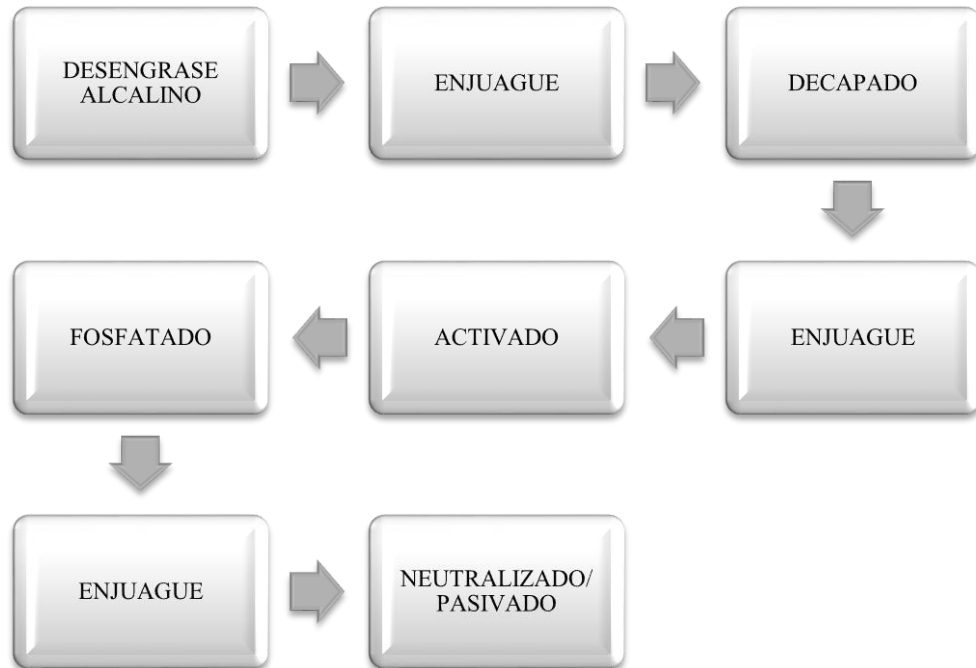 DESENGRASE
ALCALINO
ENJUAGUE
DECAPADO
ENJUAGUE
ACTIVADO
FOSFATADO
ENJUAGUE
NEUTRALIZADO/
PASIVADO